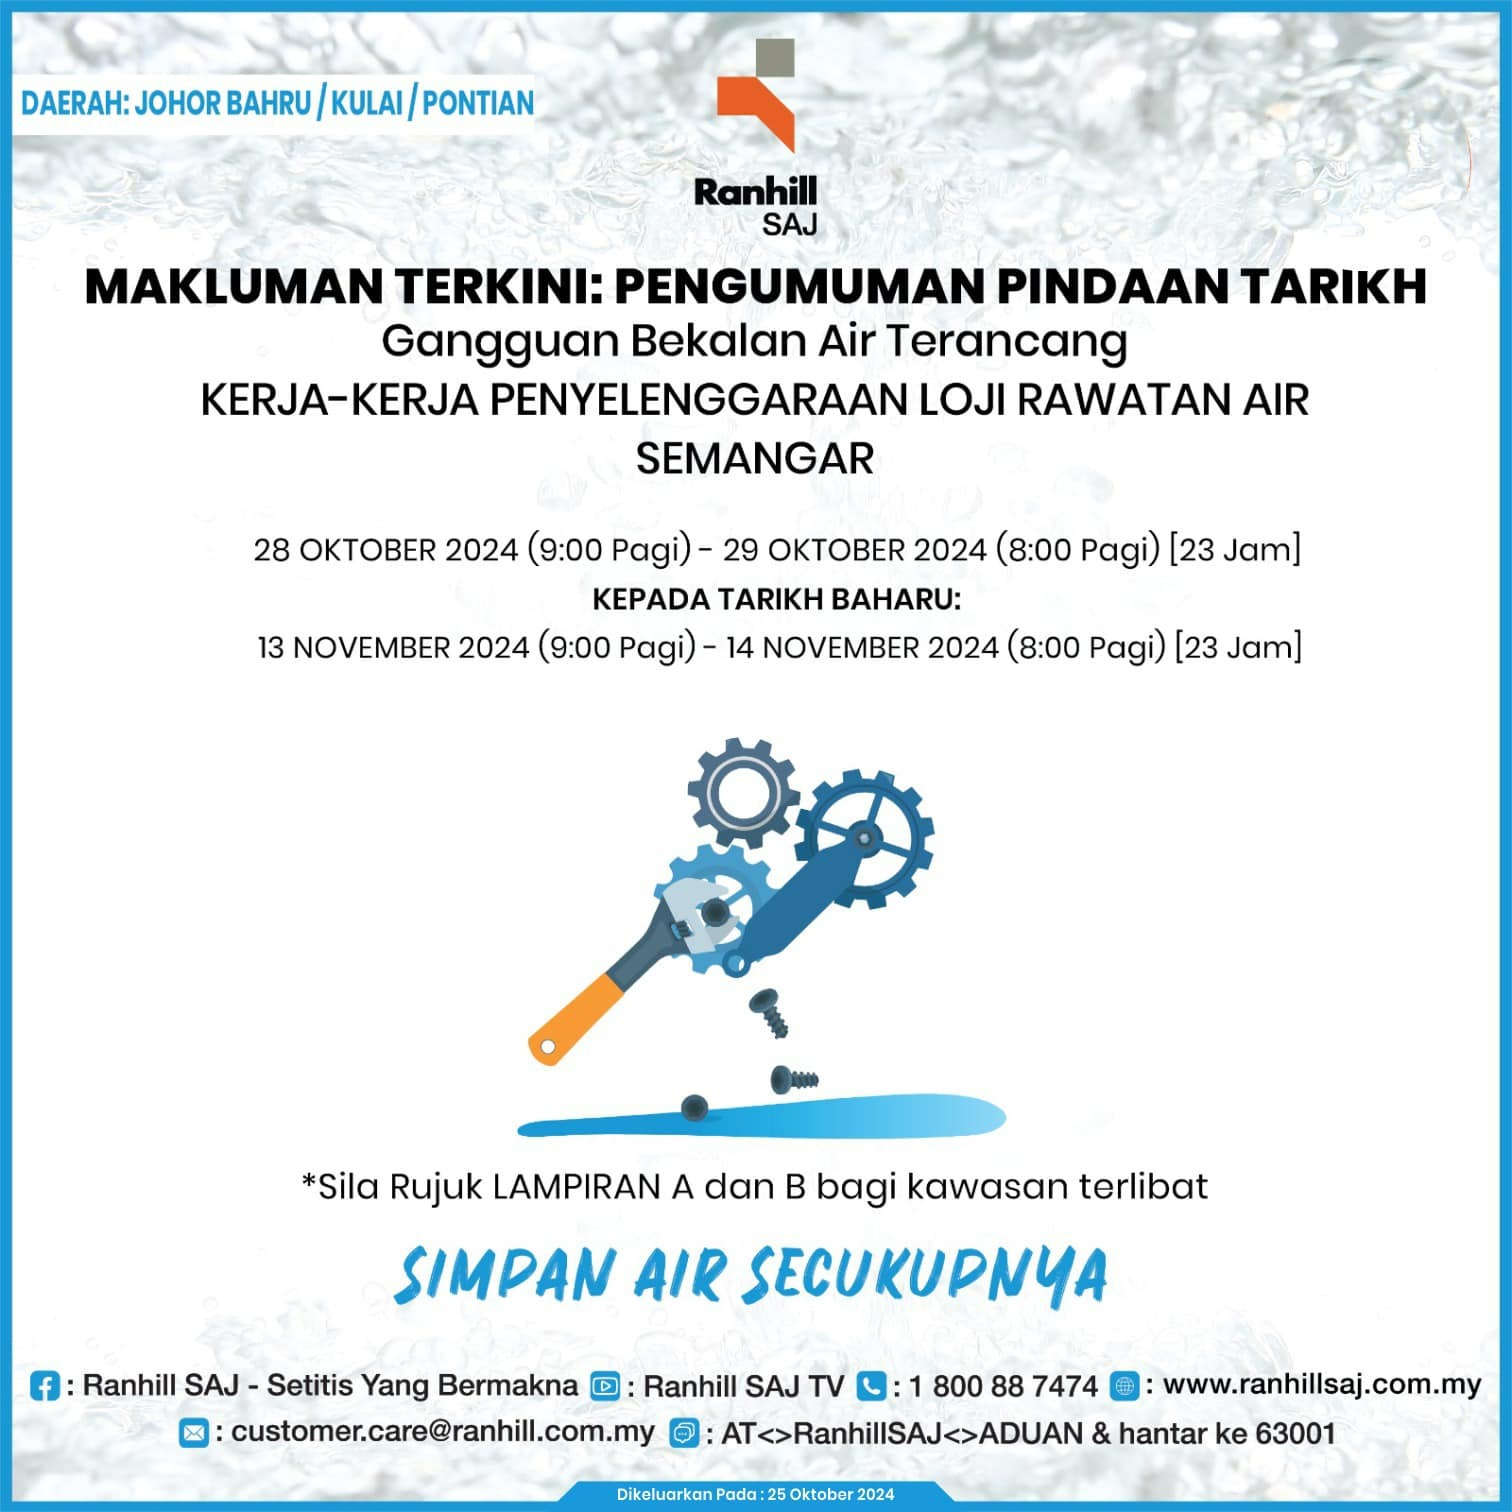 DAERAH: JOHOR BAHRU / KULAI / PONTIAN
Ranhill
SAJ
MAKLUMAN TERKINI: PENGUMUMAN PINDAAN TARIKH
Gangguan Bekalan Air Terancang
KERJA-KERJA PENYELENGGARAAN LOJI RAWATAN AIR
SEMANGAR
28 OKTOBER 2024 (9:00 Pagi) - 29 OKTOBER 2024 (8:00 Pagi) [23 Jam]
KEPADA TARIKH BAHARU:
13 NOVEMBER 2024 (9:00 Pagi) - 14 NOVEMBER 2024 (8:00 Pagi) [23 Jam]
*Sila Rujuk LAMPIRAN A dan B bagi kawasan terlibat
SIMPAN AIR SECUKUPNYA
: Ranhill SAJ - Setitis Yang Bermakna : Ranhill SAJ TV : 1 800 88 7474 : www.ranhillsaj.com.my
: customer.care@ranhill.com.my : AT<>RanhillSAJ<>ADUAN & hantar ke 63001
Dikeluarkan Pada : 25 Oktober 2024